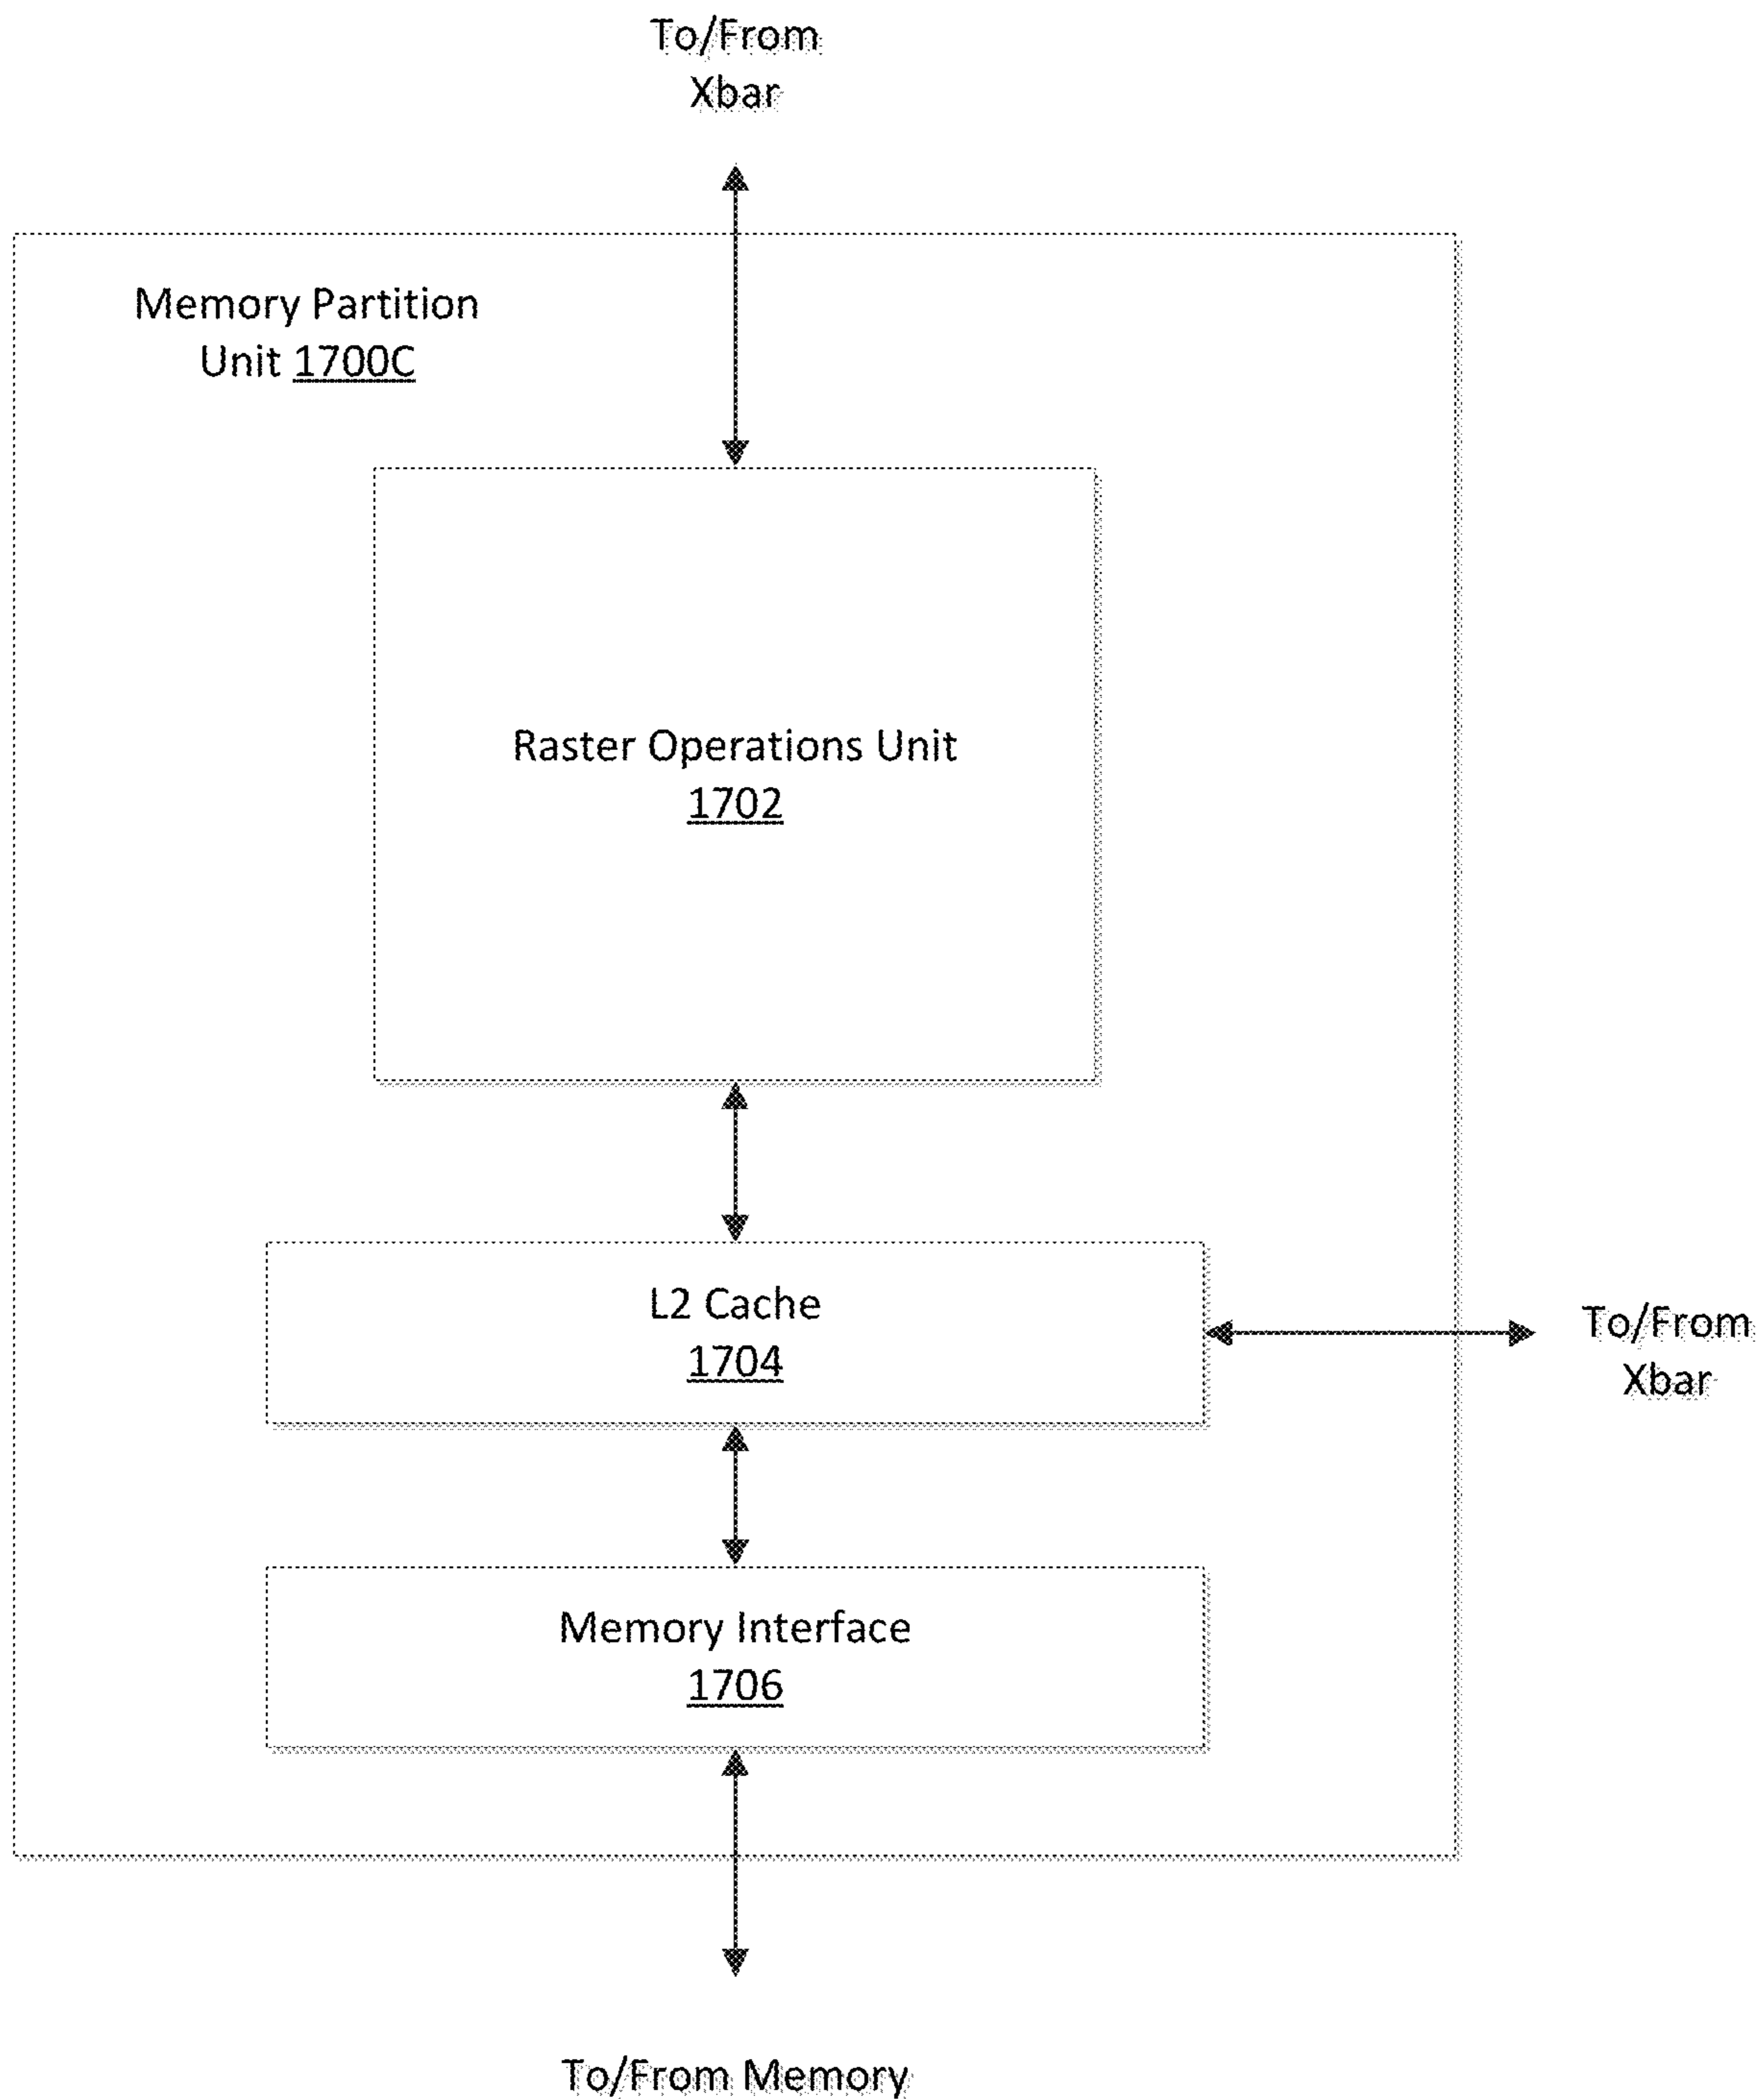 To/From
Xbar
Memory Partition
Unit 1700C
Raster Operations Unit
1702
L2 Cache
1704
To/From
Xbar
Memory Interface
1706
To/From Memory